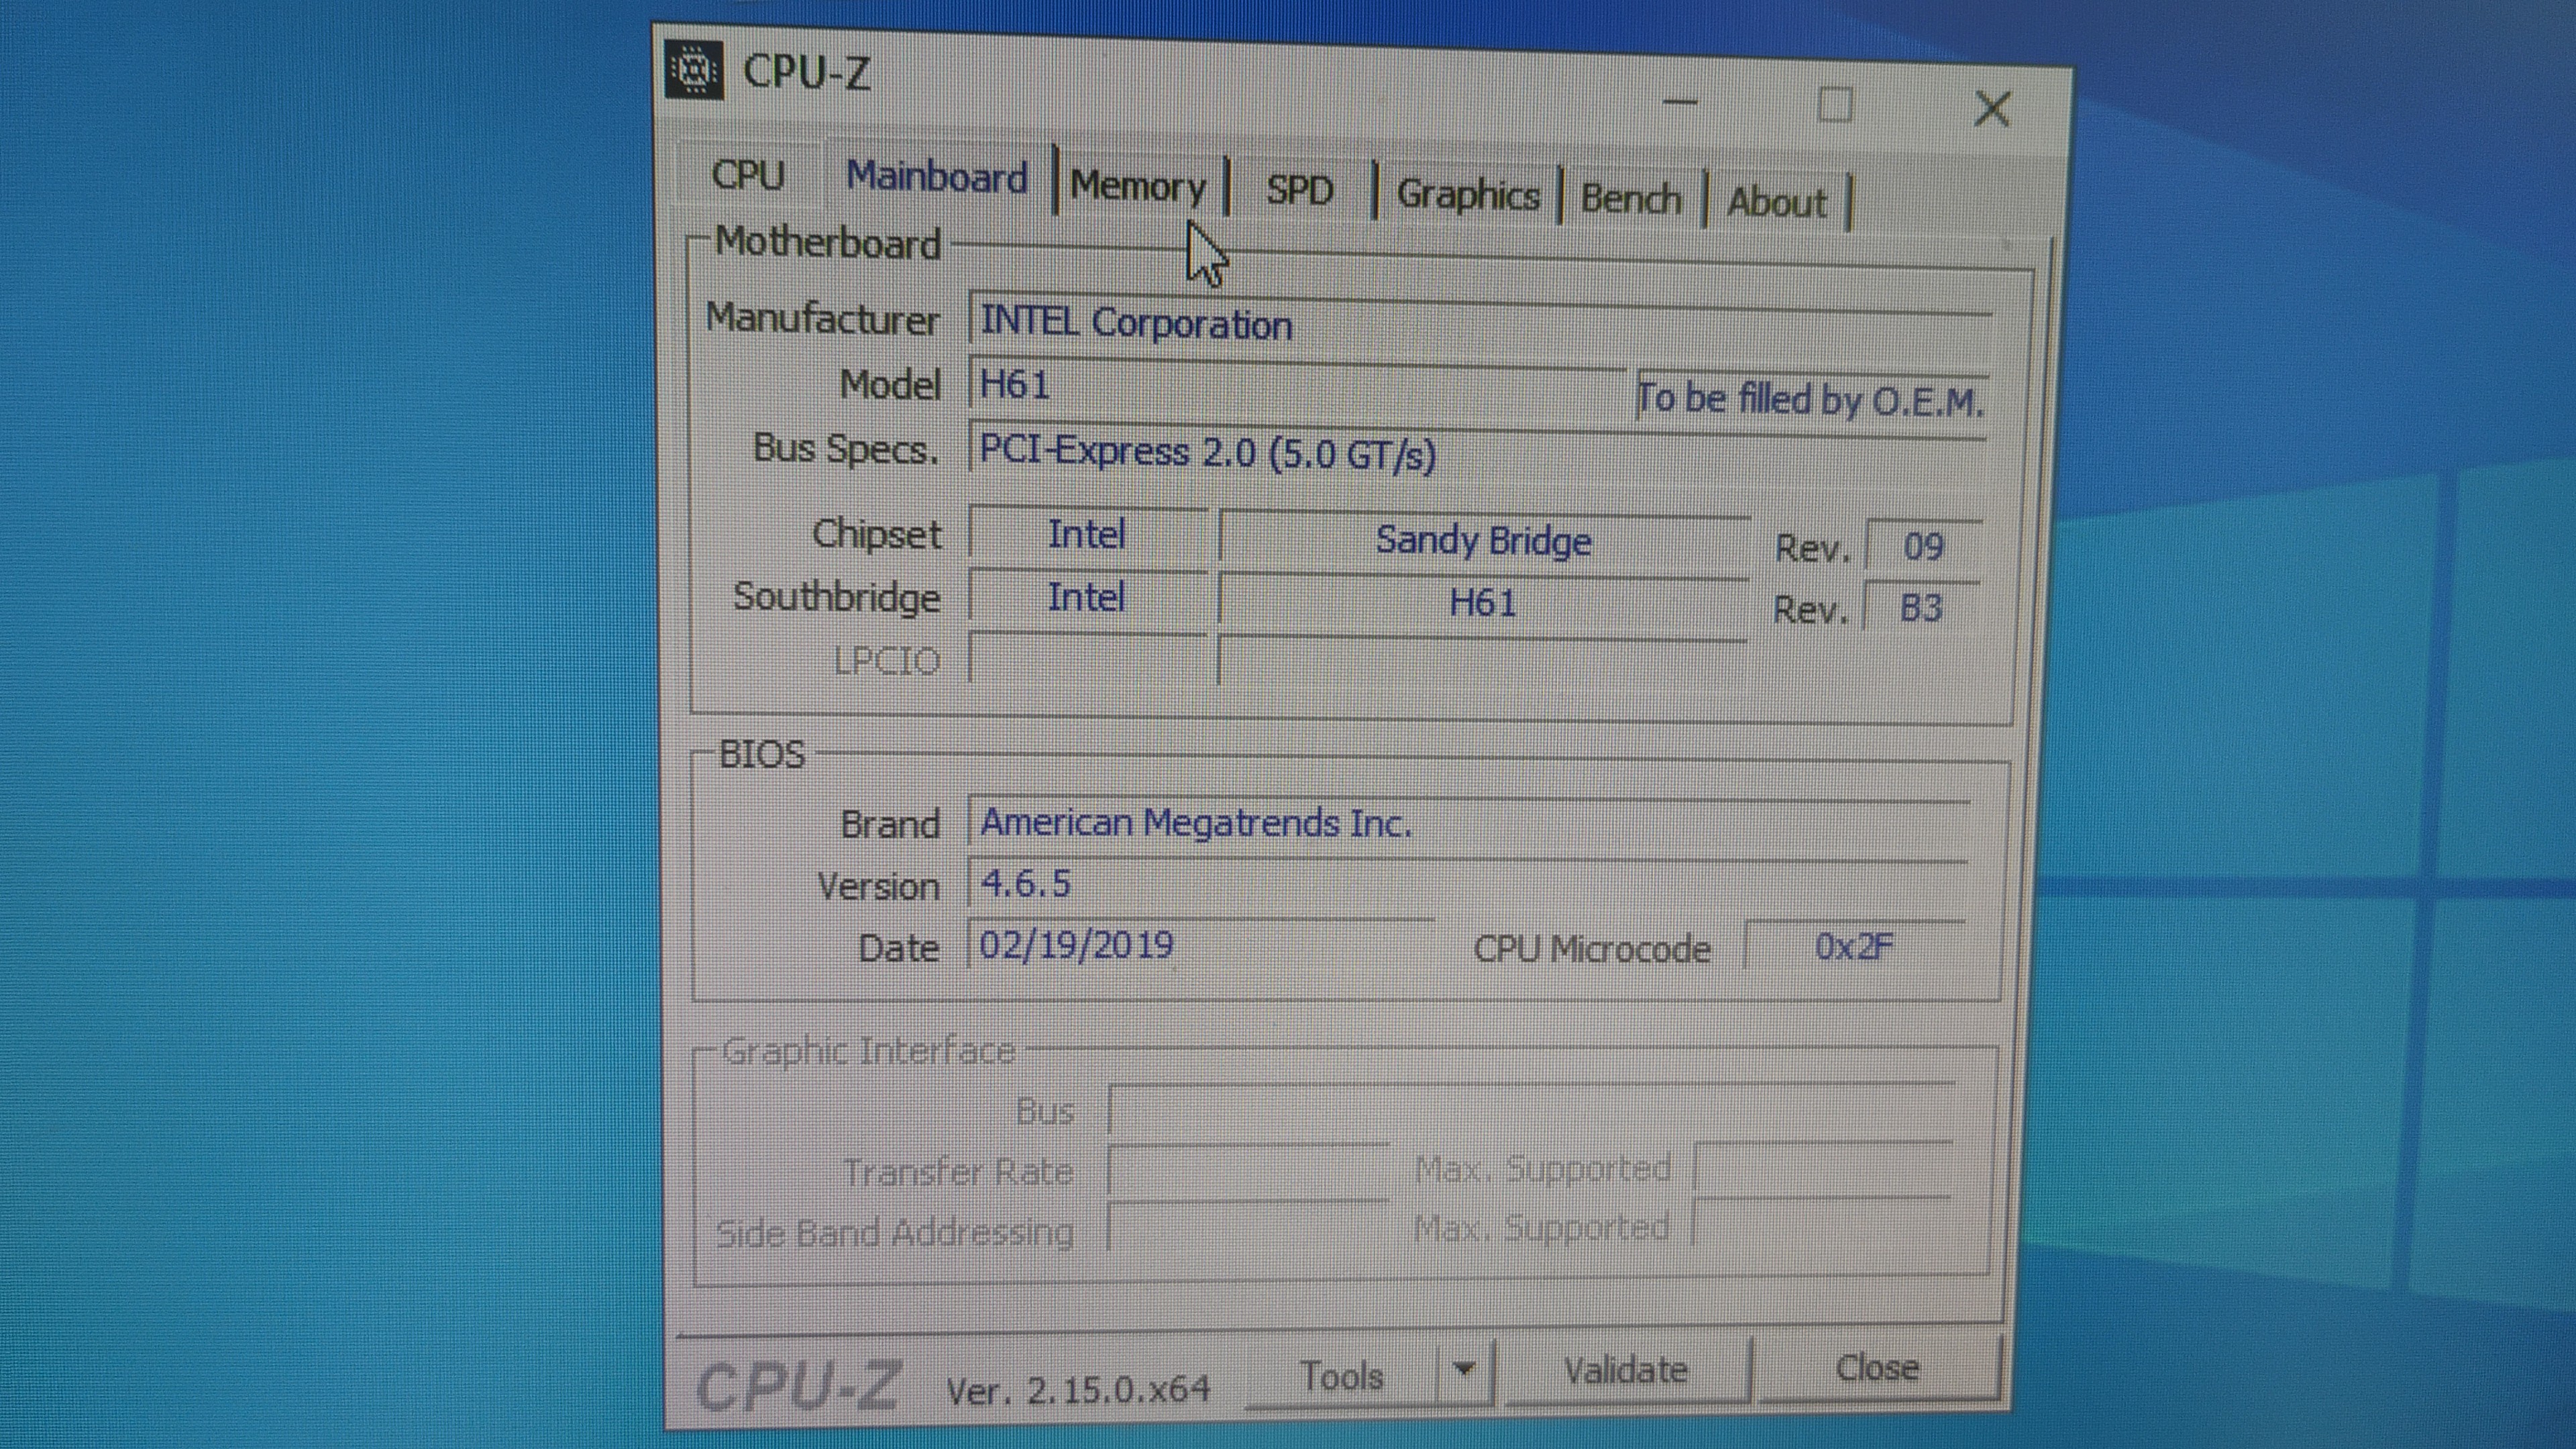 CPU-Z
CPU Mainboard Memory SPD Graphics Bench About
Motherboard
Manufacturer INTEL Corporation
Model H61 To be filled by O.E.M.
Bus Specs. PCI-Express 2.0 (5.0 GT/s)
Chipset Intel Sandy Bridge Rev. 09
Southbridge Intel H61 Rev. B3
LPCIO
BIOS
Brand American Megatrends Inc.
Version 4.6.5
Date 02/19/2019 CPU Microcode 0x2F
Graphic Interface
Bus
Transfer Rate Max. Supported
Side Band Addressing Max. Supported
CPU-Z Ver. 2.15.0.x64 Tools Validate Close